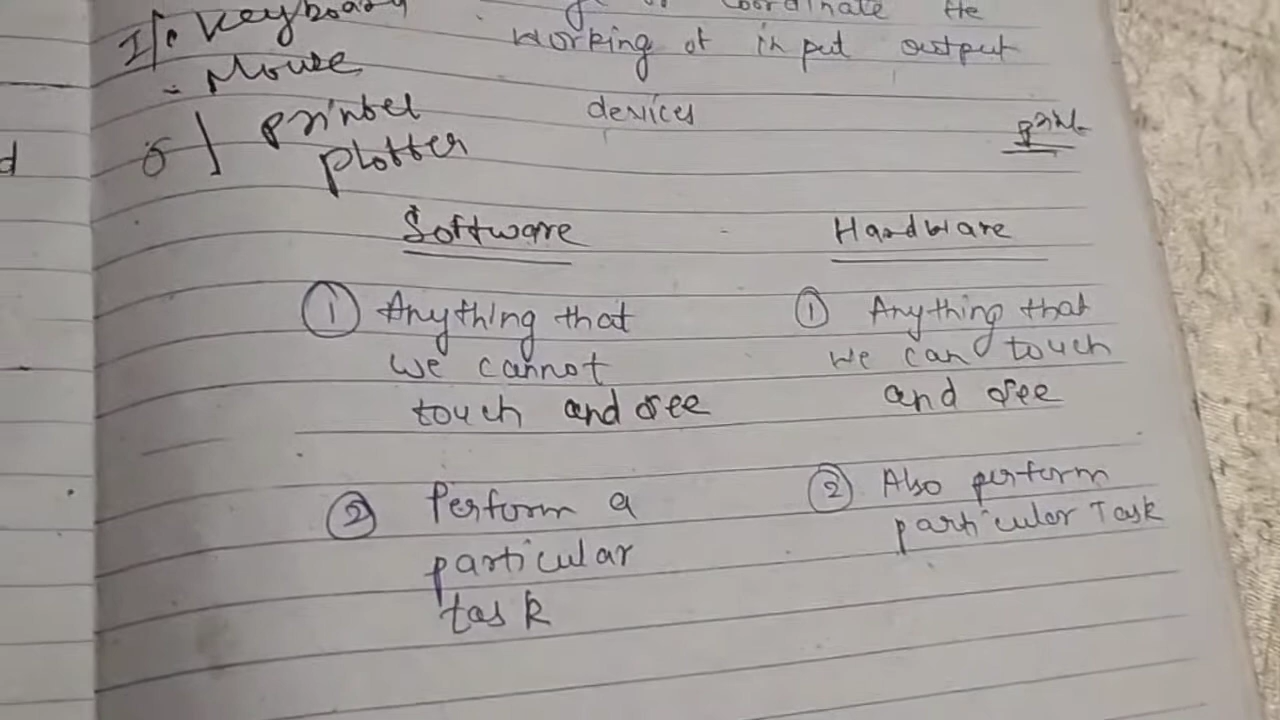 I/o Keyboard
coordinate the
- Mouse
working of input output
devices
o] printer
plotter
Software
Hardware
① Anything that
we cannot
touch and see
① Anything that
we can touch
and see
② Perform a
particular
task
② Also perform
particular Task